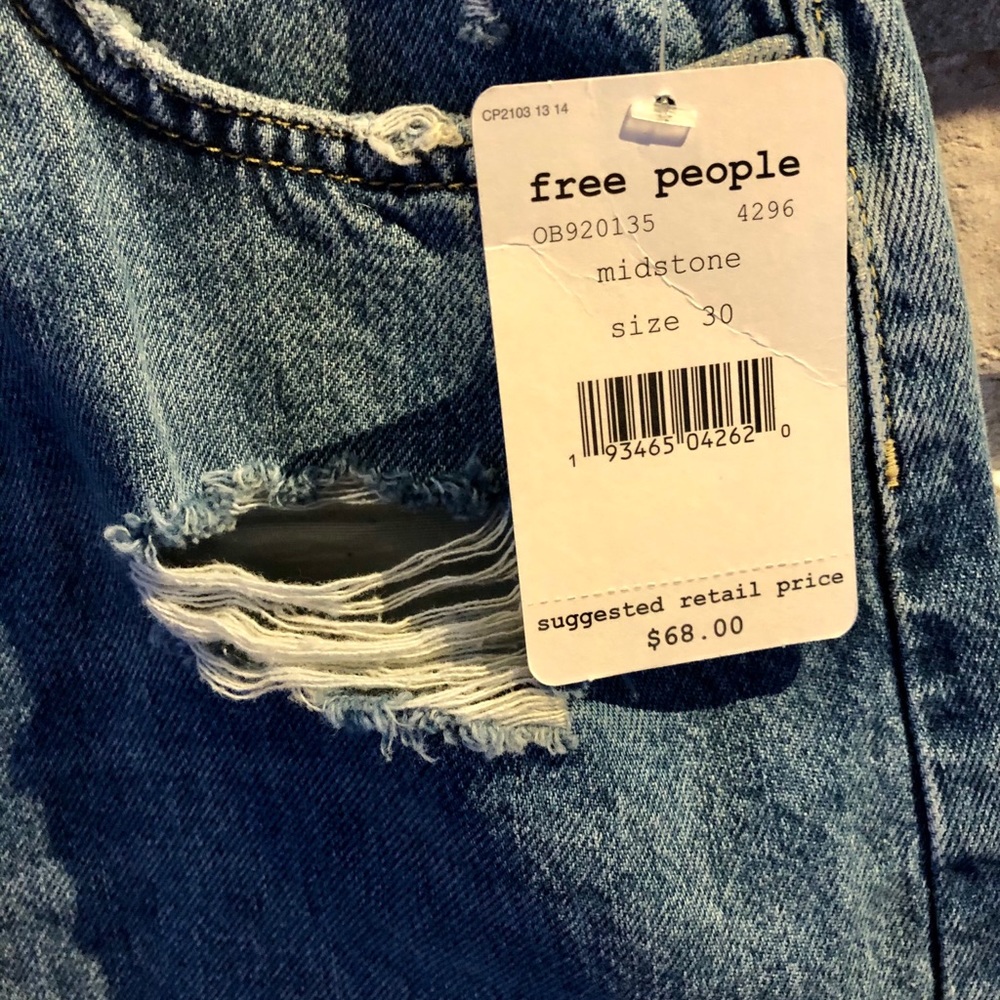 CP2103 13 14
free people
OB920135 4296
midstone
size 30
1 93465 04262 0
suggested retail price
$68.00